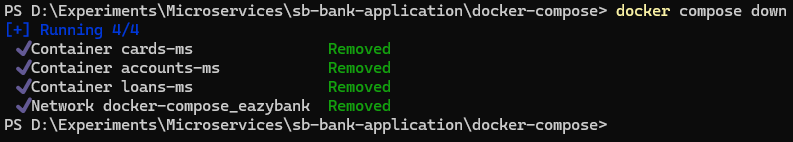 PS D:\Experiments\Microservices\sb-bank-application\docker-compose> docker compose down
[+] Running 4/4
✔Container cards-ms Removed
✔Container accounts-ms Removed
✔Container loans-ms Removed
✔Network docker-compose_eazybank Removed
PS D:\Experiments\Microservices\sb-bank-application\docker-compose>